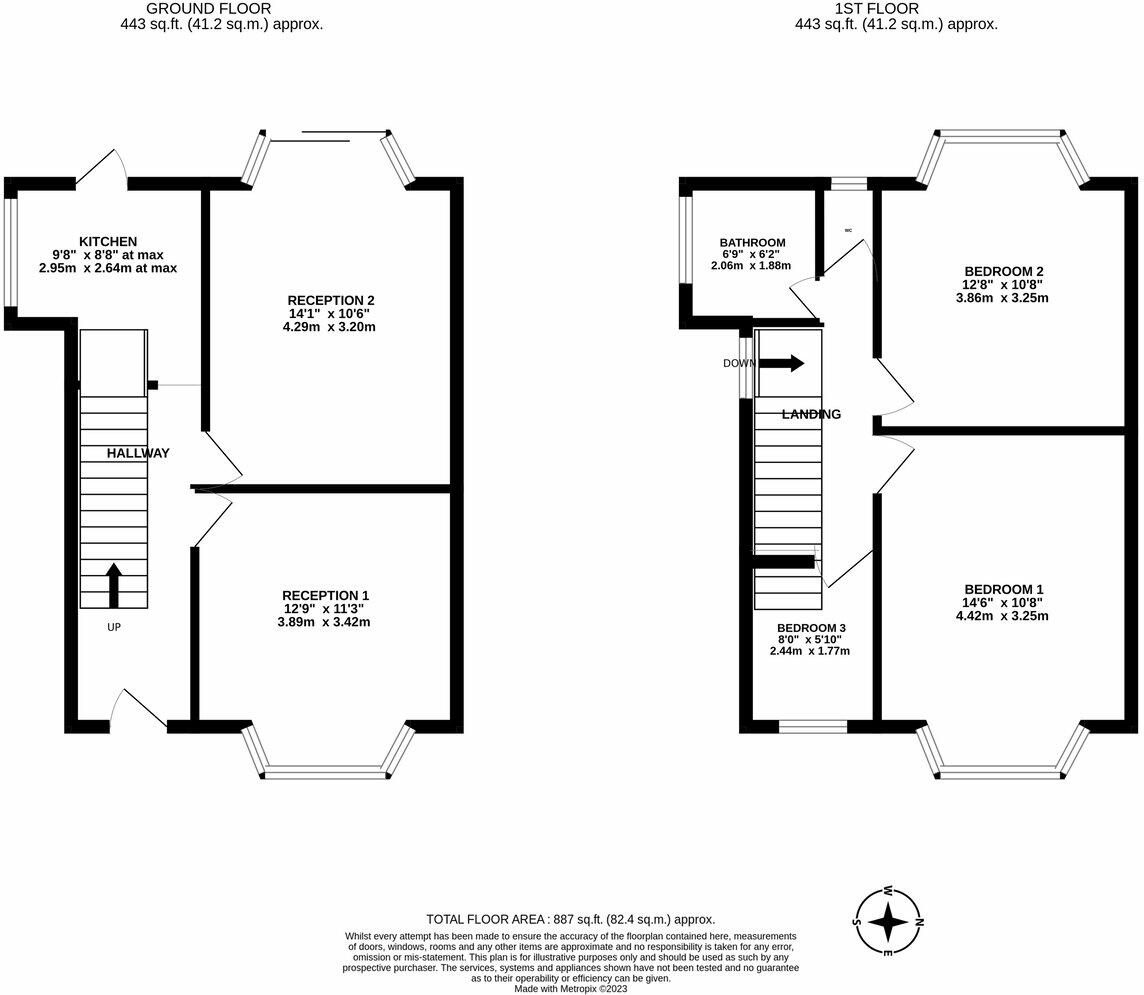 GROUND FLOOR
443 sq.ft. (41.2 sq.m.) approx.
1ST FLOOR
443 sq.ft. (41.2 sq.m.) approx.
KITCHEN
9'8" x 8'8" at max
2.95m x 2.64m at max
RECEPTION 2
14'1" x 10'6"
4.29m x 3.20m
HALLWAY
RECEPTION 1
12'9" x 11'3"
3.89m x 3.42m
UP
BATHROOM
6'9" x 6'2"
2.06m x 1.88m
WC
BEDROOM 2
12'8" x 10'8"
3.86m x 3.25m
DOWN
LANDING
BEDROOM 1
14'6" x 10'8"
4.42m x 3.25m
BEDROOM 3
8'0" x 5'10"
2.44m x 1.77m
W
S
N
E
TOTAL FLOOR AREA : 887 sq.ft. (82.4 sq.m.) approx.
Whilst every attempt has been made to ensure the accuracy of the floorplan contained here, measurements
of doors, windows, rooms and any other items are approximate and no responsibility is taken for any error,
omission or mis-statement. This plan is for illustrative purposes only and should be used as such by any
prospective purchaser. The services, systems and appliances shown have not been tested and no guarantee
as to their operability or efficiency can be given.
Made with Metropix ©2023